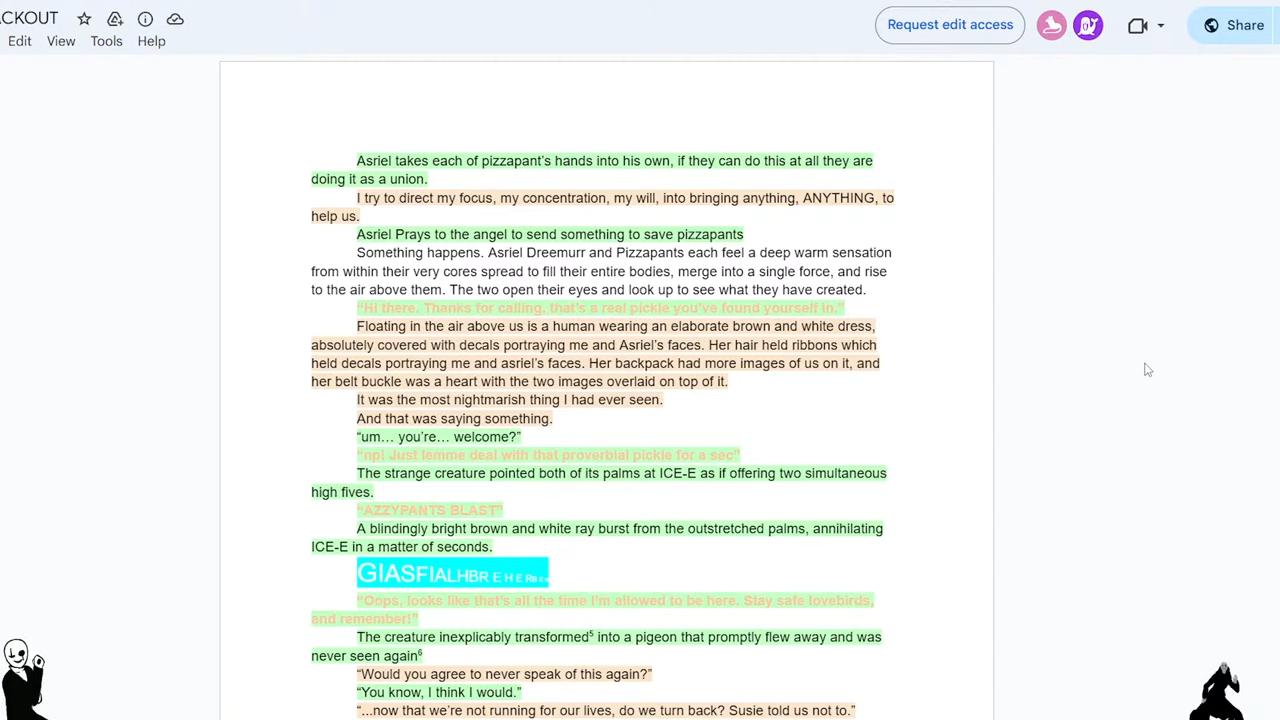 ACKOUT
Request edit access
Share
Edit View Tools Help
Asriel takes each of pizzapant’s hands into his own, if they can do this at all they are
doing it as a union.
I try to direct my focus, my concentration, my will, into bringing anything, ANYTHING, to
help us.
Asriel Prays to the angel to send something to save pizzapants
Something happens. Asriel Dreemurr and Pizzapants each feel a deep warm sensation
from within their very cores spread to fill their entire bodies, merge into a single force, and rise
to the air above them. The two open their eyes and look up to see what they have created.
“Hi there. Thanks for calling, that’s a real pickle you’ve found yourself in.”
Floating in the air above us is a human wearing an elaborate brown and white dress,
absolutely covered with decals portraying me and Asriel’s faces. Her hair held ribbons which
held decals portraying me and asriel’s faces. Her backpack had more images of us on it, and
her belt buckle was a heart with the two images overlaid on top of it.
It was the most nightmarish thing I had ever seen.
And that was saying something.
“um… you’re… welcome?”
“np! Just lemme deal with that proverbial pickle for a sec”
The strange creature pointed both of its palms at ICE-E as if offering two simultaneous
high fives.
“AZZYPANTS BLAST”
A blindingly bright brown and white ray burst from the outstretched palms, annihilating
ICE-E in a matter of seconds.
GIASFIALHBR E H E R
“Oops, looks like that’s all the time I’m allowed to be here. Stay safe lovebirds,
and remember!”
The creature inexplicably transformed⁵ into a pigeon that promptly flew away and was
never seen again⁶
“Would you agree to never speak of this again?”
“You know, I think I would.”
“...now that we’re not running for our lives, do we turn back? Susie told us not to.”